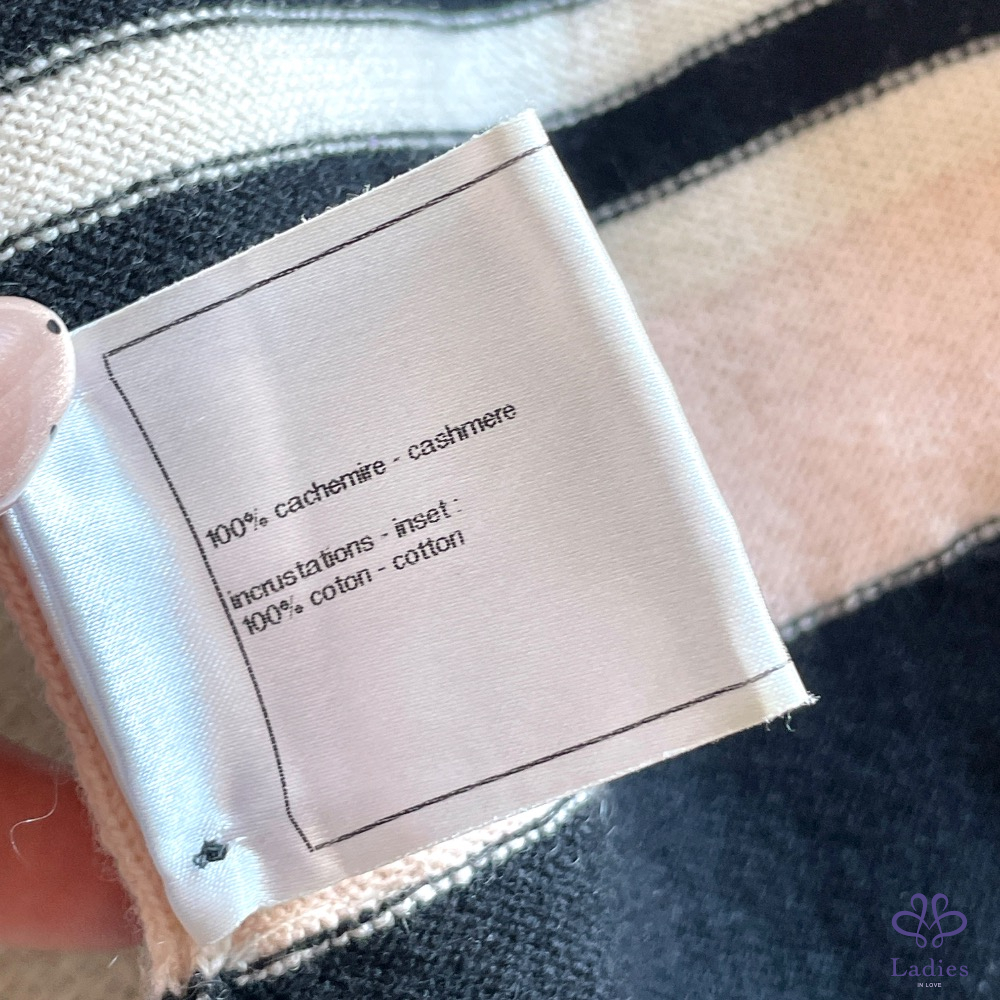 100% cachemire - cashmere
incrustations - inset :
100% coton - cotton
Ladies
IN LOVE